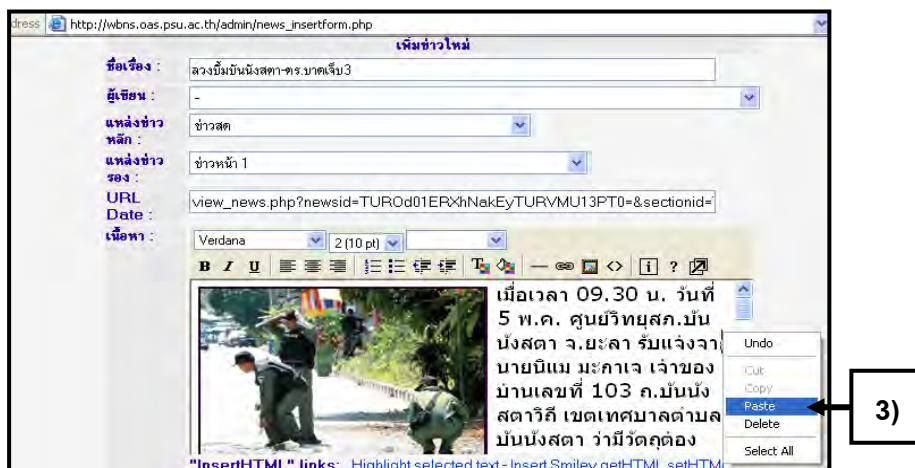 dress http://wbns.oas.psu.ac.th/admin/news_insertform.php
เพิ่มข่าวใหม่
ชื่อเรื่อง : ลวงบึ้มบันนังสตา-ตร.บาดเจ็บ3
ผู้เขียน : -
แหล่งข่าว
หลัก : ข่าวสด
แหล่งข่าว
รอง : ข่าวหน้า 1
URL
Date : view_news.php?newsid=TUROd01ERXhNakEyTURVMU13PT0=&sectionid=
เนื้อหา : Verdana 2 (10 pt)
B I U
เมื่อเวลา 09.30 น. วันที่
5 พ.ค. ศูนย์วิทยุสภ.บัน
นังสตา จ.ยะลา รับแจ้งจาก
นายนิแม มะกาเจ เจ้าของ
บ้านเลขที่ 103 ถ.บันนัง
สตาวิถี เขตเทศบาลตำบล
บันนังสตา ว่ามีวัตถุต้อง
Undo
Cut
Copy
Paste
Delete
Select All
3)
"InsertHTML" links: Highlight selected text - Insert Smiley getHTML setHTM